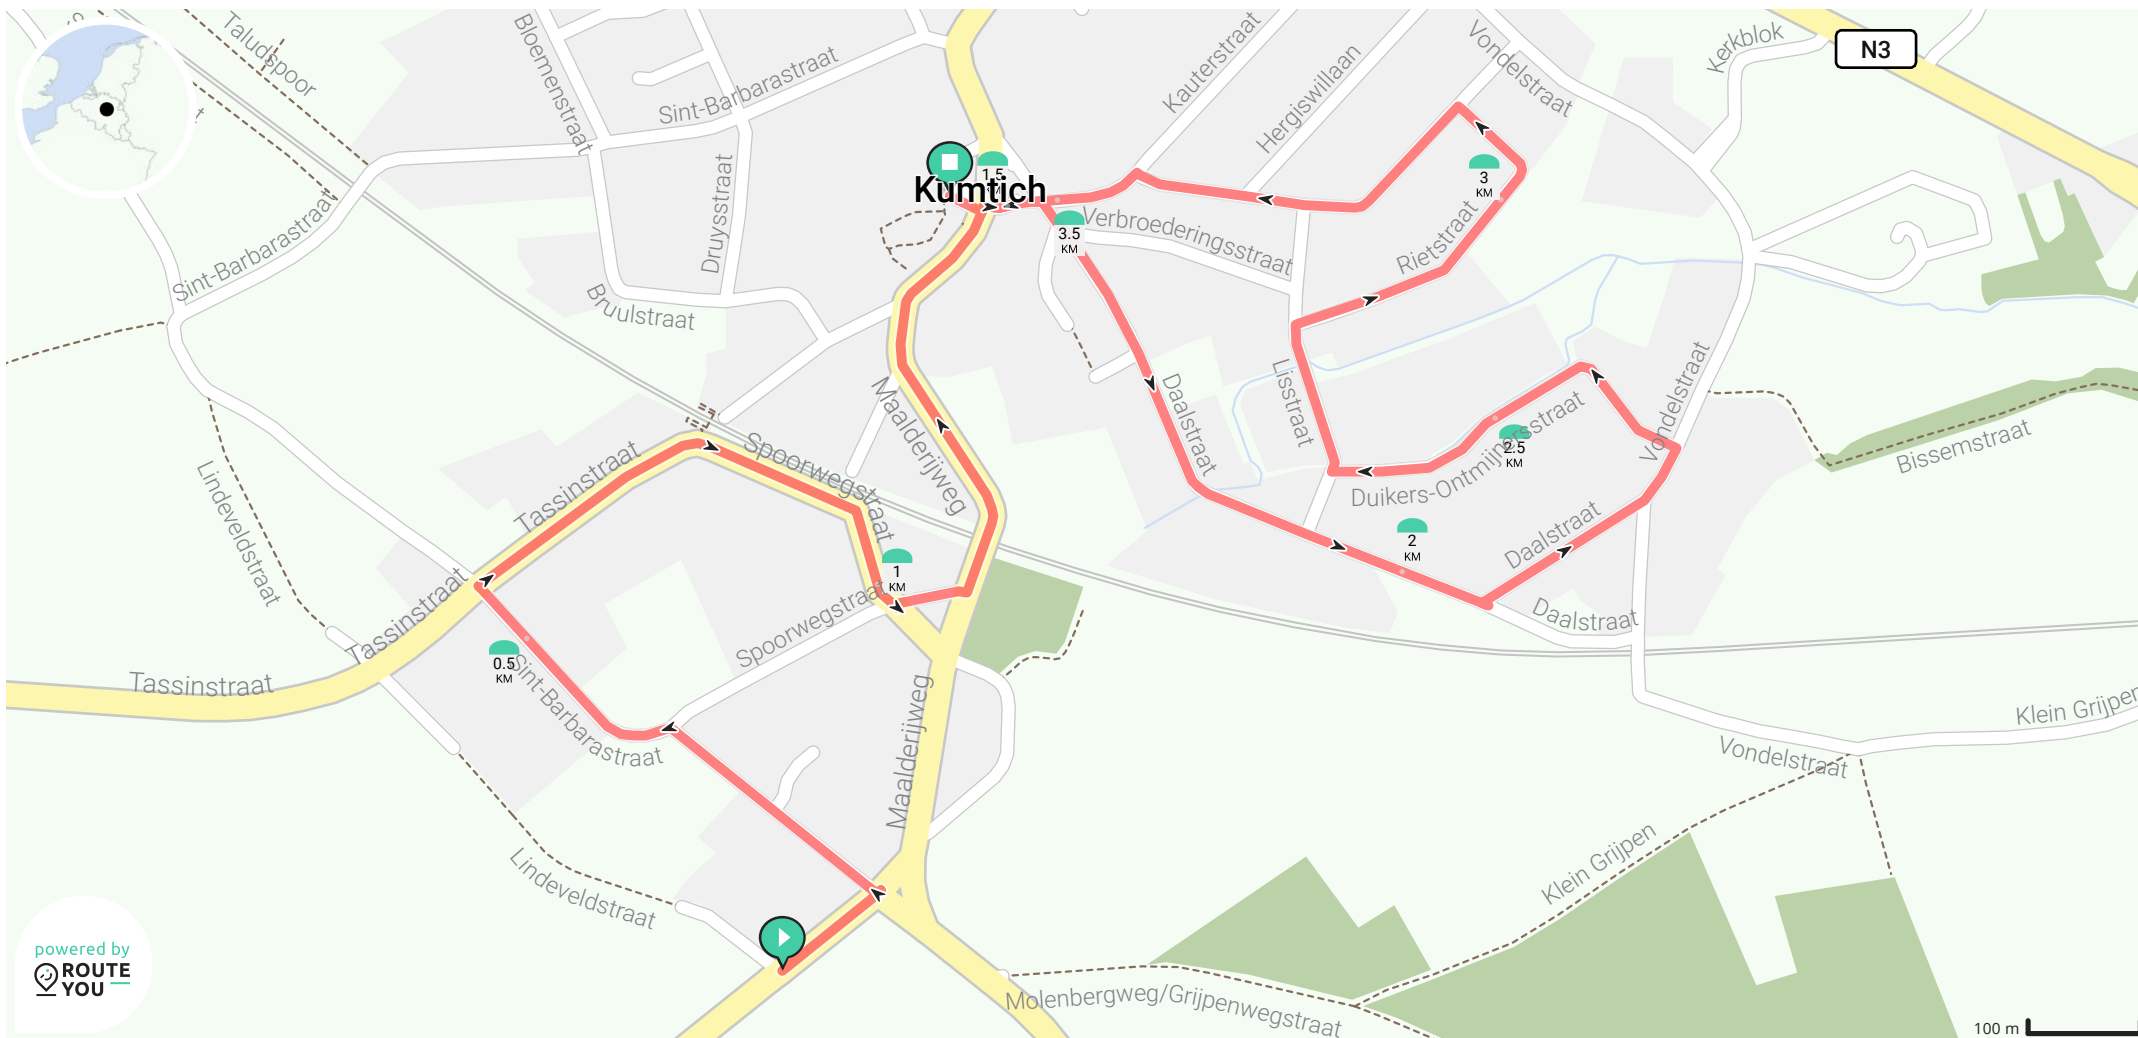 Taludspoor
Bloemenstraat
Sint-Barbarastraat
Kauterstraat
Hergiswillaan
Vondelstraat
Kerkblok
N3
Sint-Barbarastraat
Druysstraat
Bruulstraat
1.5
Kumtich
3
KM
3.5
KM
Verbroederingsstraat
Rietstraat
Lisstraat
Daalstraat
Maalderijweg
Vondelstraat
Duikers-Ontmijnersstraat
2.5
KM
Bissemstraat
Tassinstraat
Spoorwegstraat
Lindeveldstraat
2
KM
Daalstraat
1
KM
Spoorwegstraat
Daalstraat
Tassinstraat
0.5
KM
Sint-Barbarastraat
Tassinstraat
Maalderijweg
Klein Grijpen
Vondelstraat
Lindeveldstraat
Klein Grijpen
Molenbergweg/Grijpenwegstraat
powered by
ROUTE
YOU
100 m